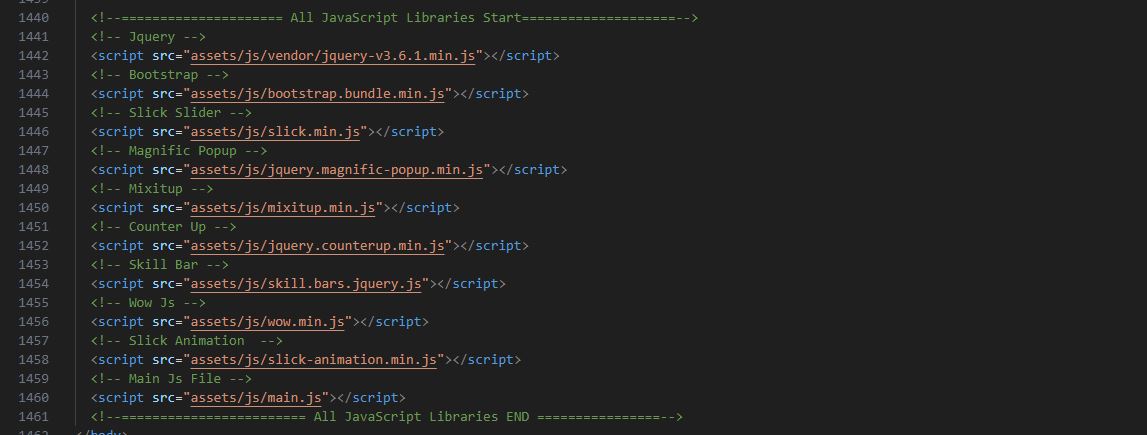 1440 <!--===================== All JavaScript Libraries Start====================-->
1441 <!-- Jquery -->
1442 <script src="assets/js/vendor/jquery-v3.6.1.min.js"></script>
1443 <!-- Bootstrap -->
1444 <script src="assets/js/bootstrap.bundle.min.js"></script>
1445 <!-- Slick Slider -->
1446 <script src="assets/js/slick.min.js"></script>
1447 <!-- Magnific Popup -->
1448 <script src="assets/js/jquery.magnific-popup.min.js"></script>
1449 <!-- Mixitup -->
1450 <script src="assets/js/mixitup.min.js"></script>
1451 <!-- Counter Up -->
1452 <script src="assets/js/jquery.counterup.min.js"></script>
1453 <!-- Skill Bar -->
1454 <script src="assets/js/skill.bars.jquery.js"></script>
1455 <!-- Wow Js -->
1456 <script src="assets/js/wow.min.js"></script>
1457 <!-- Slick Animation  -->
1458 <script src="assets/js/slick-animation.min.js"></script>
1459 <!-- Main Js File -->
1460 <script src="assets/js/main.js"></script>
1461 <!--======================== All JavaScript Libraries END ================-->
1462 </body>